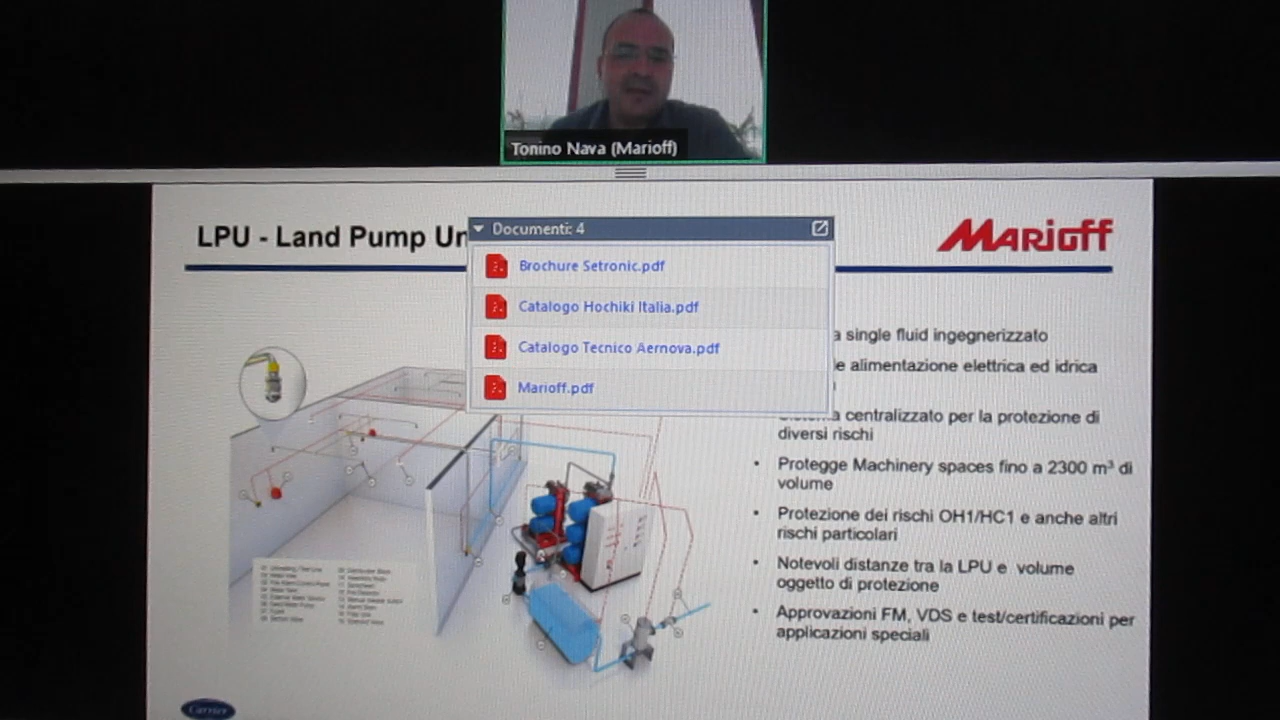 Tonino Nava (Marioff)
LPU - Land Pump Un
Marioff
Documenti: 4
Brochure Setronic.pdf
Catalogo Hochiki Italia.pdf
Catalogo Tecnico Aernova.pdf
Marioff.pdf
a single fluid ingegnerizzato
le alimentazione elettrica ed idrica
Sistema centralizzato per la protezione di
diversi rischi
• Protegge Machinery spaces fino a 2300 m³ di
volume
• Protezione dei rischi OH1/HC1 e anche altri
rischi particolari
• Notevoli distanze tra la LPU e volume
oggetto di protezione
• Approvazioni FM, VDS e test/certificazioni per
applicazioni speciali
Carrier